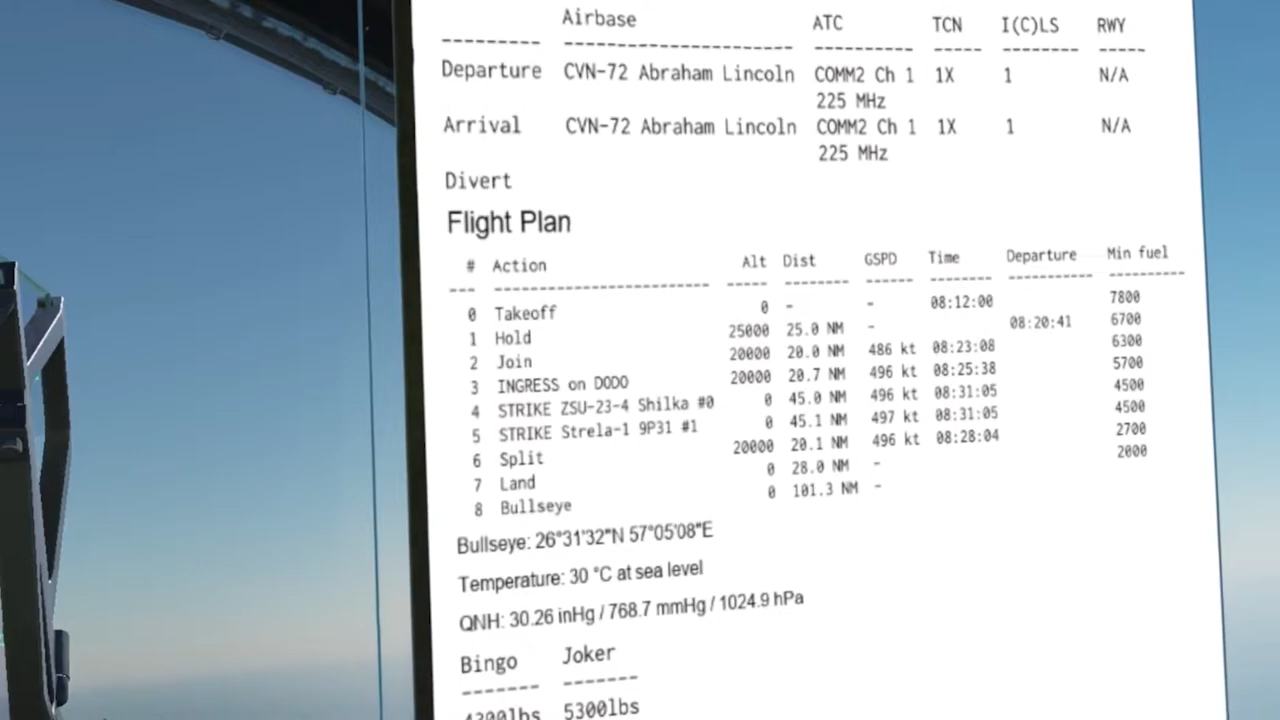 Airbase ATC TCN I(C)LS RWY
--------- ---------------------- ---------- ----- -------- -----
Departure CVN-72 Abraham Lincoln COMM2 Ch 1 1X 1 N/A
225 MHz
Arrival CVN-72 Abraham Lincoln COMM2 Ch 1 1X 1 N/A
225 MHz
Divert
Flight Plan
# Action Alt Dist GSPD Time Departure Min fuel
--- ------------------------- ----- -------- ------ -------- ----------- ----------
0 Takeoff 0 - - 08:12:00 7800
1 Hold 25000 25.0 NM - 08:20:41 6700
2 Join 20000 20.0 NM 486 kt 08:23:08 6300
3 INGRESS on DODO 20000 20.7 NM 496 kt 08:25:38 5700
4 STRIKE ZSU-23-4 Shilka #0 0 45.0 NM 496 kt 08:31:05 4500
5 STRIKE Strela-1 9P31 #1 0 45.1 NM 497 kt 08:31:05 4500
6 Split 20000 20.1 NM 496 kt 08:28:04 2700
7 Land 0 28.0 NM - 2000
8 Bullseye 0 101.3 NM -
Bullseye: 26°31'32"N 57°05'08"E
Temperature: 30 °C at sea level
QNH: 30.26 inHg / 768.7 mmHg / 1024.9 hPa
Bingo Joker
------- -------
4300lbs 5300lbs